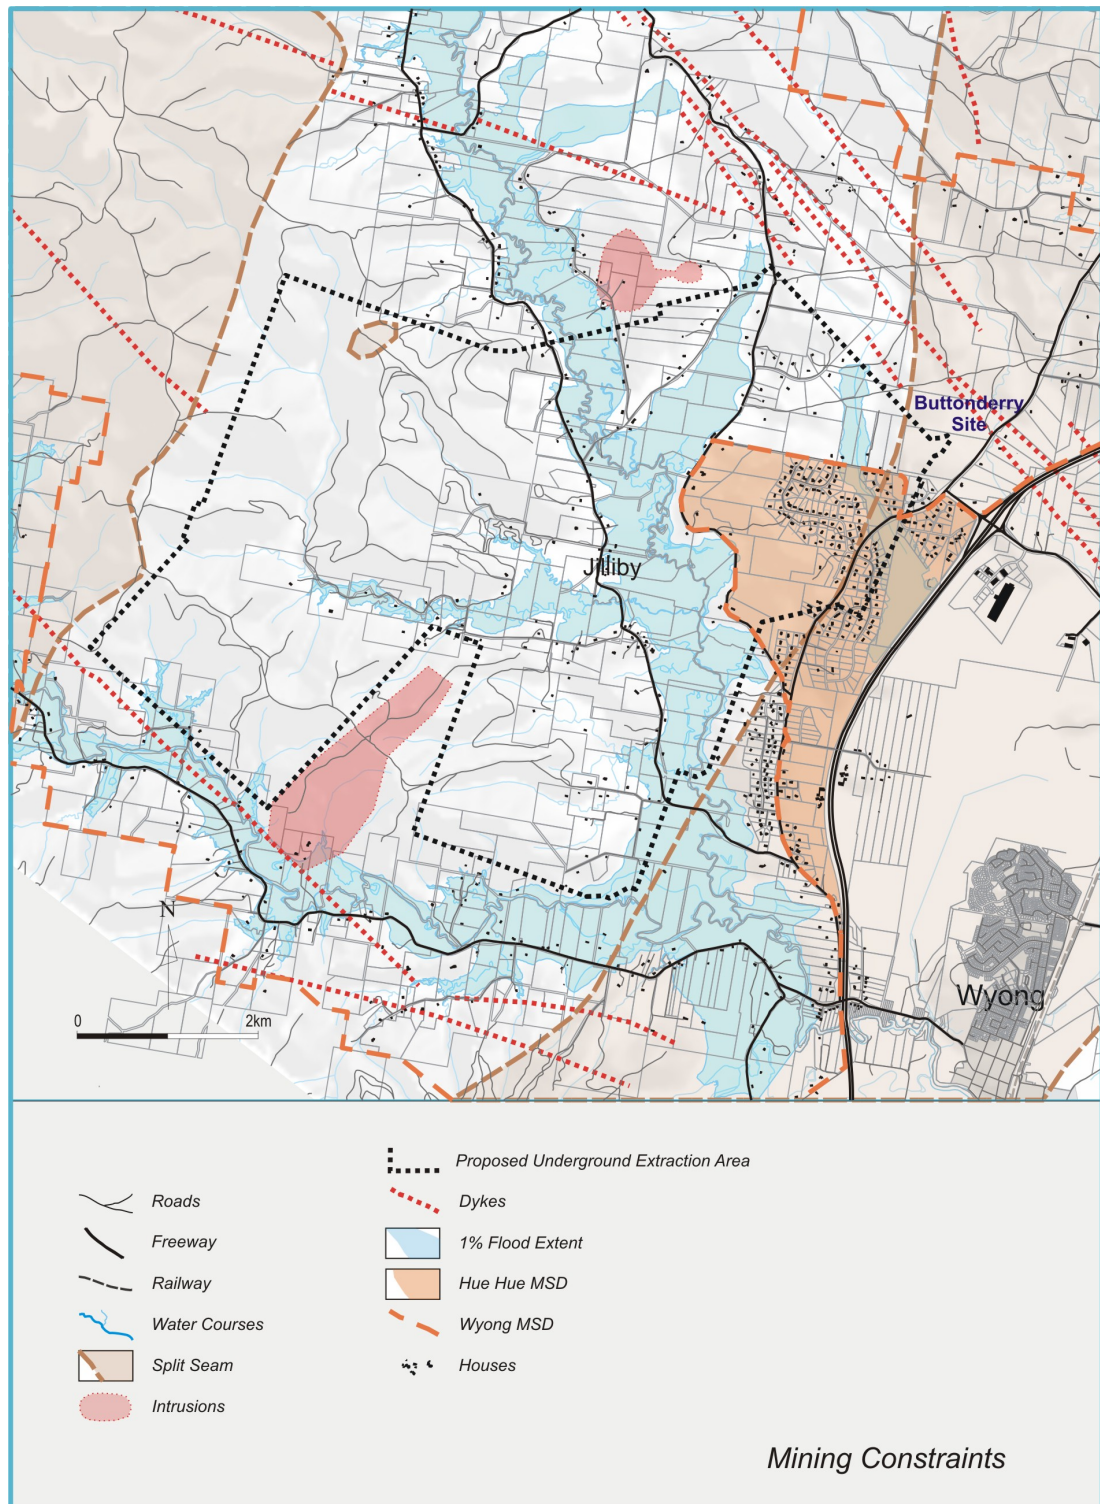 Buttonderry
Site
Jilliby
N
0 2km
Wyong
Proposed Underground Extraction Area
Roads
Dykes
Freeway
1% Flood Extent
Railway
Hue Hue MSD
Water Courses
Wyong MSD
Split Seam
Houses
Intrusions
Mining Constraints